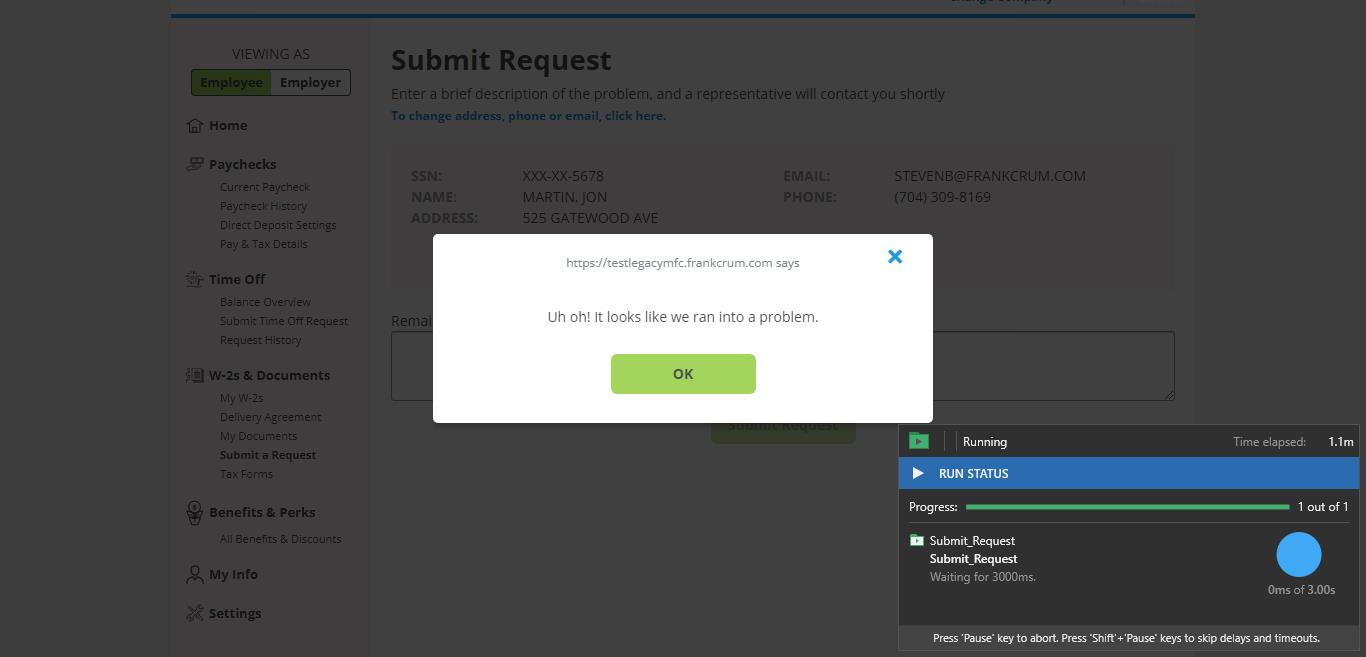 VIEWING AS
Employee Employer
Home
Paychecks
Current Paycheck
Paycheck History
Direct Deposit Settings
Pay & Tax Details
Time Off
Balance Overview
Submit Time Off Request
Request History
W-2s & Documents
My W-2s
Delivery Agreement
My Documents
Submit a Request
Tax Forms
Benefits & Perks
All Benefits & Discounts
My Info
Settings
Submit Request
Enter a brief description of the problem, and a representative will contact you shortly
To change address, phone or email, click here.
SSN: XXX-XX-5678 EMAIL: STEVENB@FRANKCRUM.COM
NAME: MARTIN, JON PHONE: (704) 309-8169
ADDRESS: 525 GATEWOOD AVE
https://testlegacymfc.frankcrum.com says
Uh oh! It looks like we ran into a problem.
OK
Submit Request
Running Time elapsed: 1.1m
RUN STATUS
Progress: 1 out of 1
Submit_Request
Submit_Request
Waiting for 3000ms.
0ms of 3.00s
Press 'Pause' key to abort. Press 'Shift'+'Pause' keys to skip delays and timeouts.